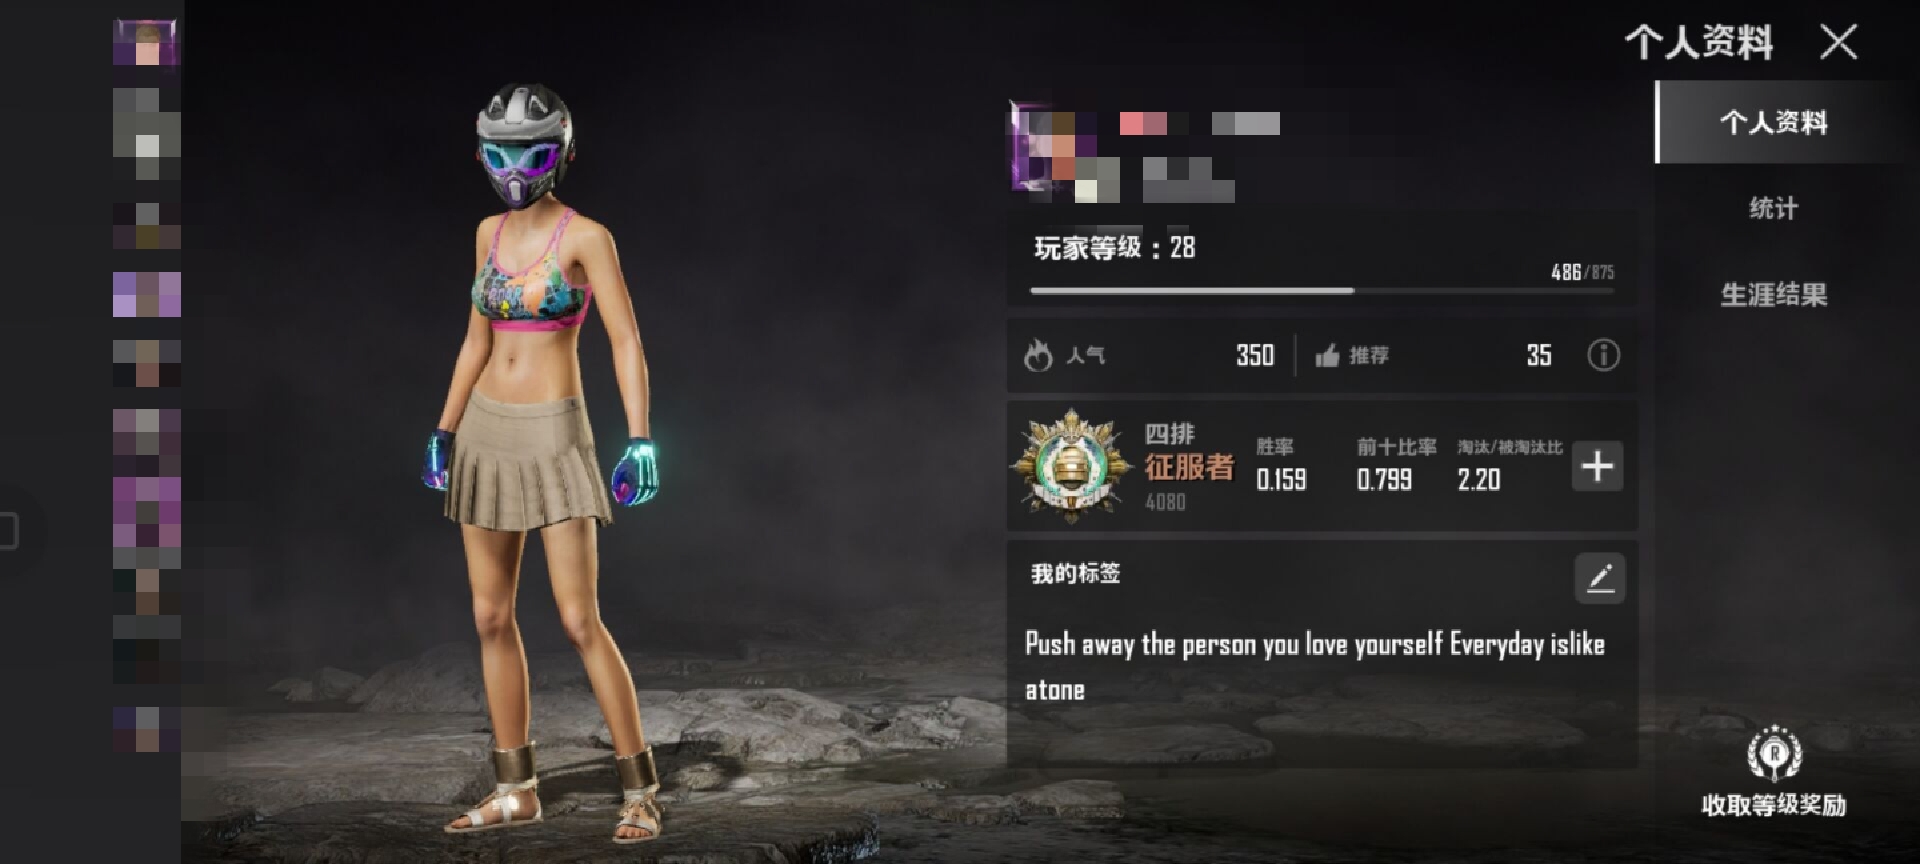 个人资料
个人资料
统计
生涯结果
玩家等级：28
486/875
人气 350 推荐 35
四排
征服者
4080
胜率
0.159
前十比率
0.799
淘汰/被淘汰比
2.20
我的标签
Push away the person you love yourself Everyday islike
atone
R
收取等级奖励